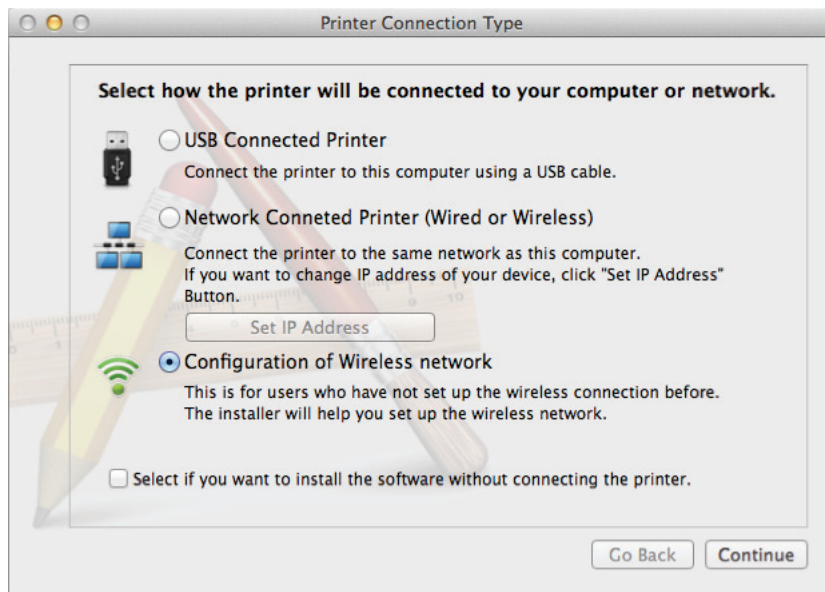 Printer Connection Type
Select how the printer will be connected to your computer or network.
USB Connected Printer
Connect the printer to this computer using a USB cable.
Network Conneted Printer (Wired or Wireless)
Connect the printer to the same network as this computer.
If you want to change IP address of your device, click "Set IP Address"
Button.
Set IP Address
Configuration of Wireless network
This is for users who have not set up the wireless connection before.
The installer will help you set up the wireless network.
Select if you want to install the software without connecting the printer.
Go Back
Continue